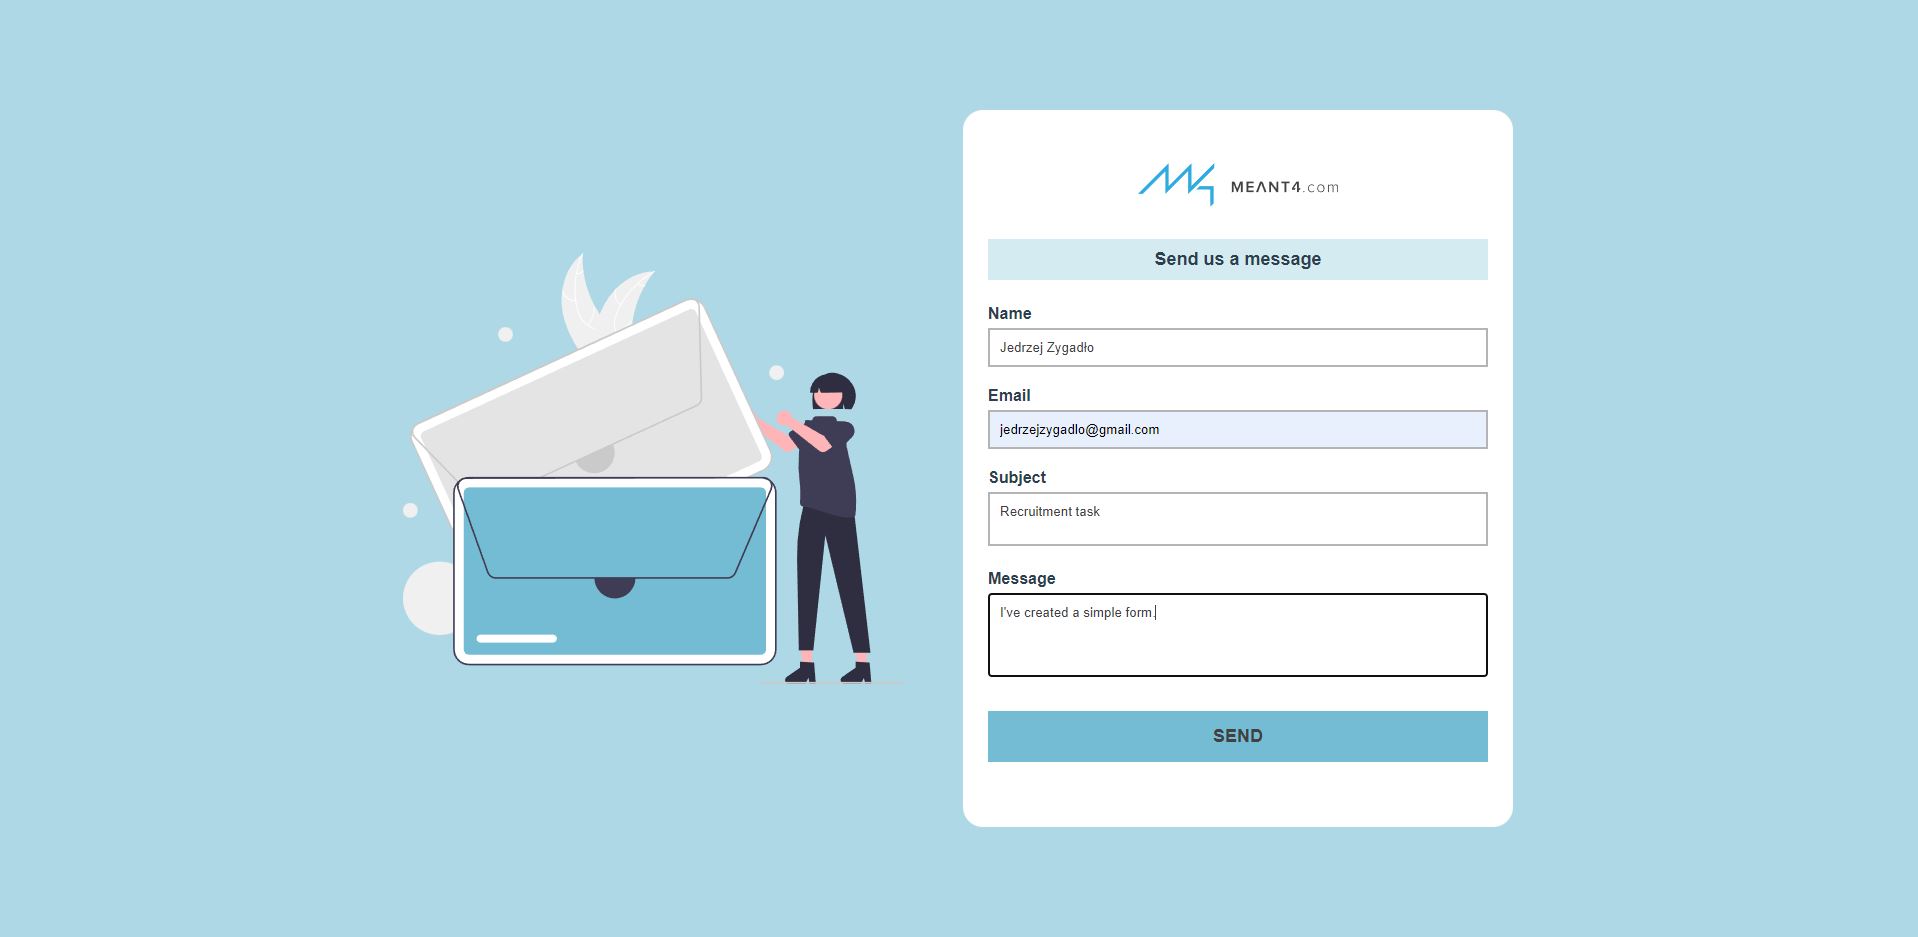 MEANT4.com
Send us a message
Name
Jedrzej Zygadło
Email
jedrzejzygadlo@gmail.com
Subject
Recruitment task
Message
I've created a simple form.
SEND